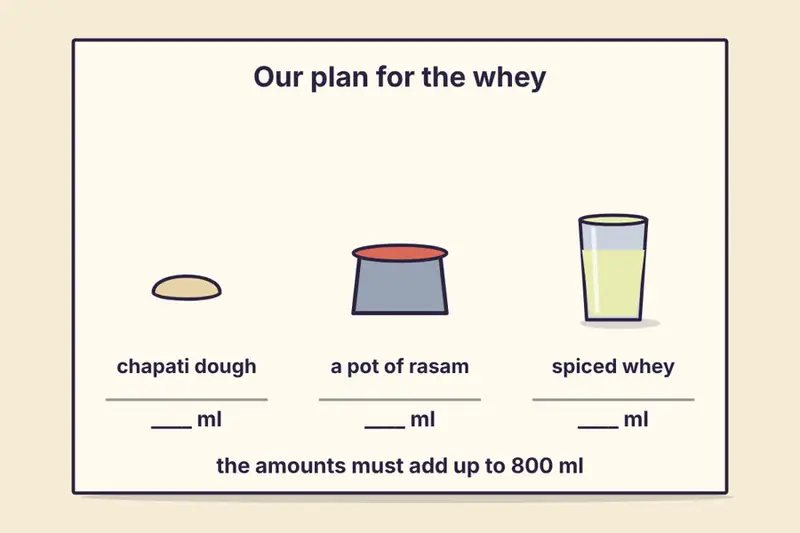 Our plan for the whey
chapati dough
a pot of rasam
spiced whey
____ ml
____ ml
____ ml
the amounts must add up to 800 ml